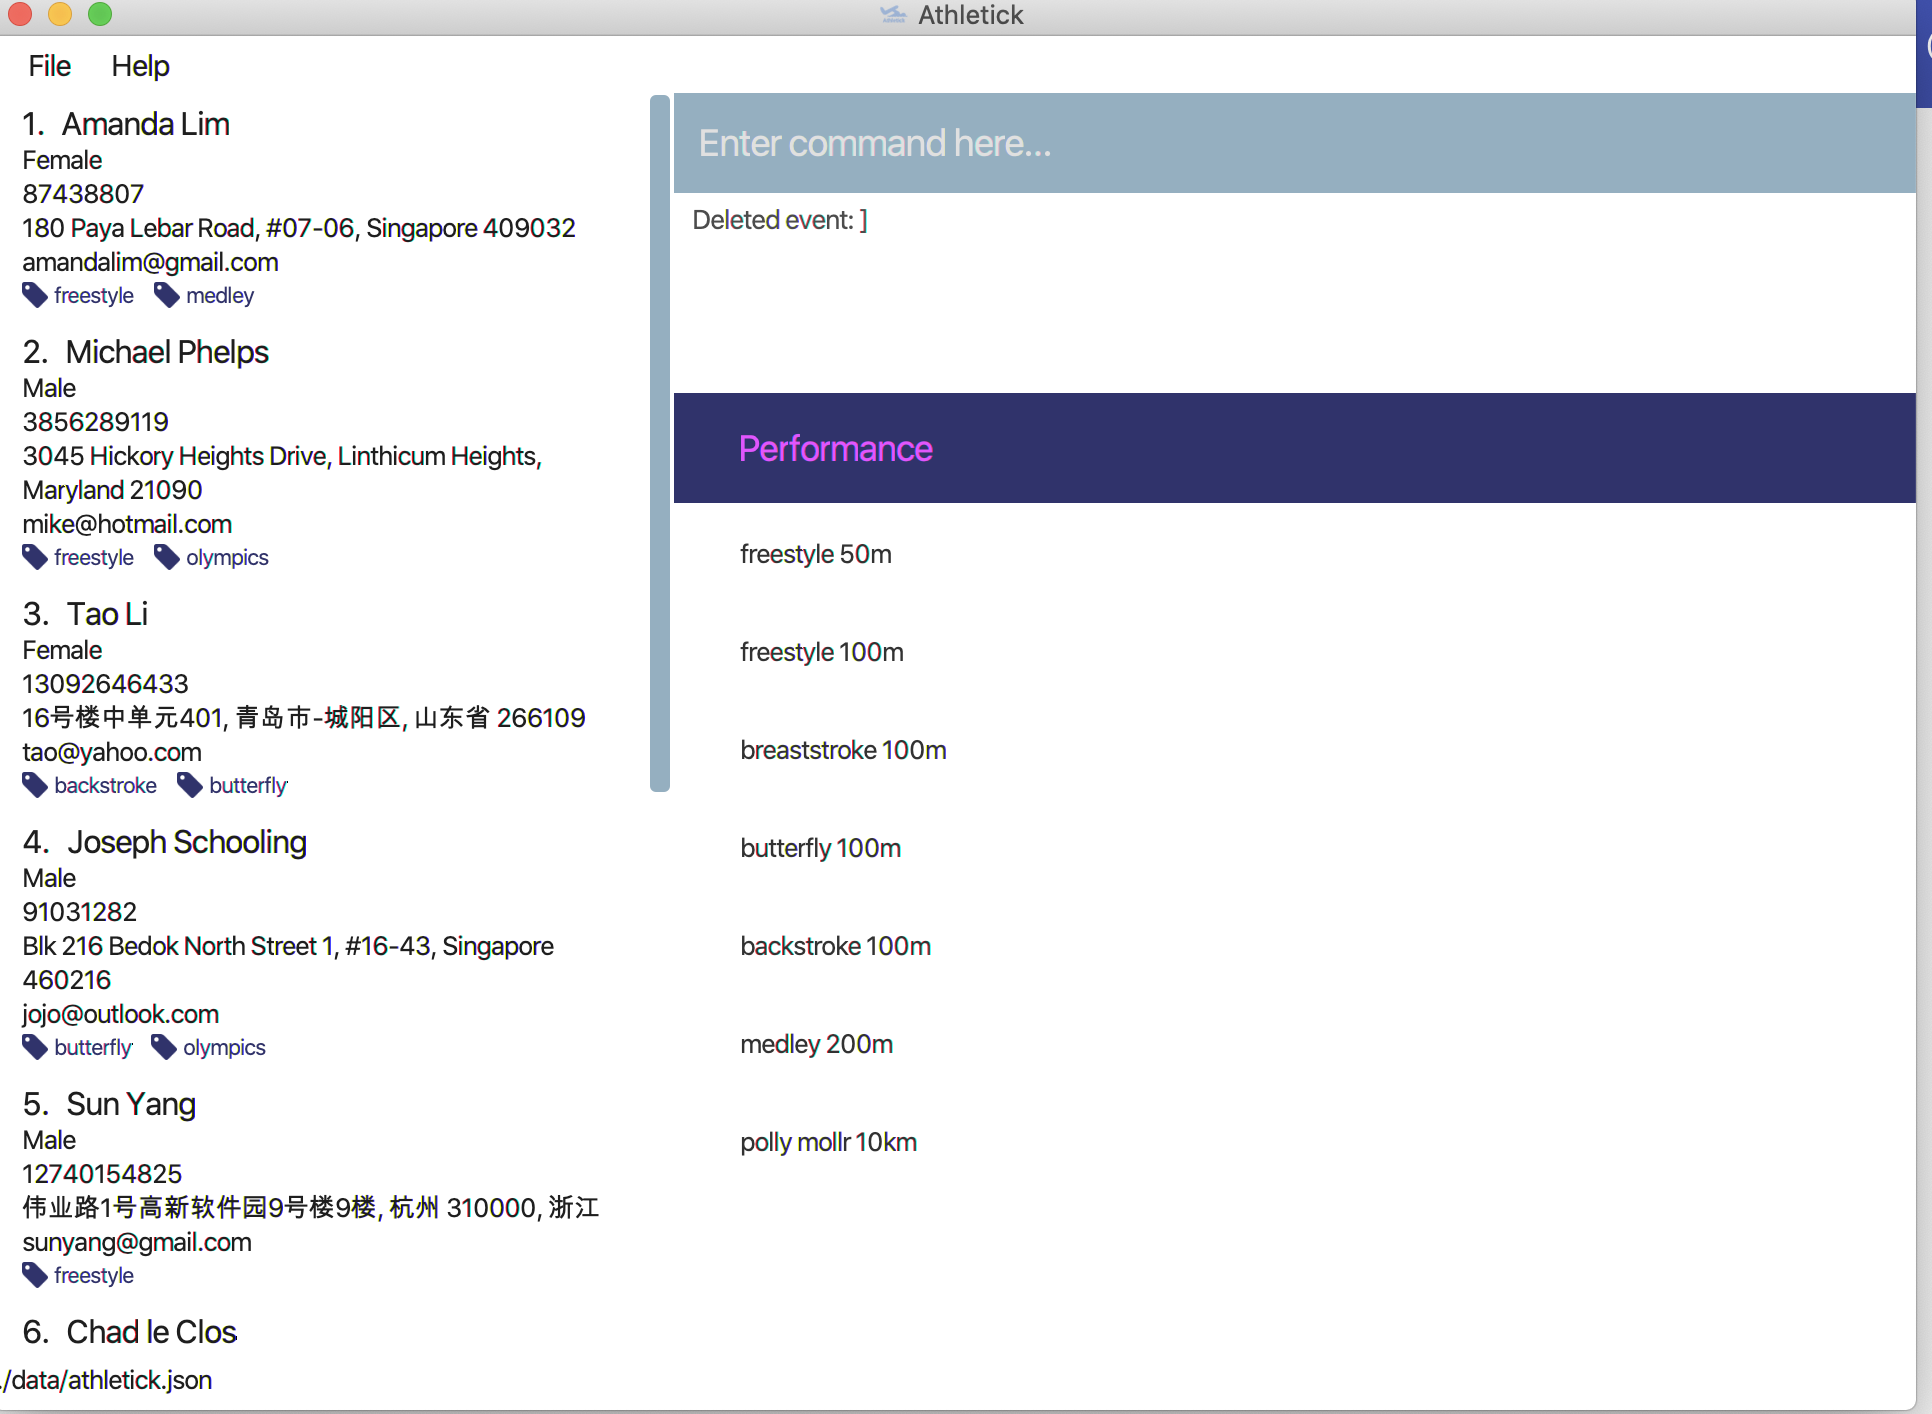 Athletick
File Help
1. Amanda Lim
Female
87438807
180 Paya Lebar Road, #07-06, Singapore 409032
amandalim@gmail.com
freestyle medley
2. Michael Phelps
Male
3856289119
3045 Hickory Heights Drive, Linthicum Heights,
Maryland 21090
mike@hotmail.com
freestyle olympics
3. Tao Li
Female
13092646433
16号楼中单元401, 青岛市-城阳区, 山东省 266109
tao@yahoo.com
backstroke butterfly
4. Joseph Schooling
Male
91031282
Blk 216 Bedok North Street 1, #16-43, Singapore
460216
jojo@outlook.com
butterfly olympics
5. Sun Yang
Male
12740154825
伟业路1号高新软件园9号楼9楼, 杭州 310000, 浙江
sunyang@gmail.com
freestyle
6. Chad le Clos
./data/athletick.json
Enter command here...
Deleted event: ]
Performance
freestyle 50m
freestyle 100m
breaststroke 100m
butterfly 100m
backstroke 100m
medley 200m
polly mollr 10km